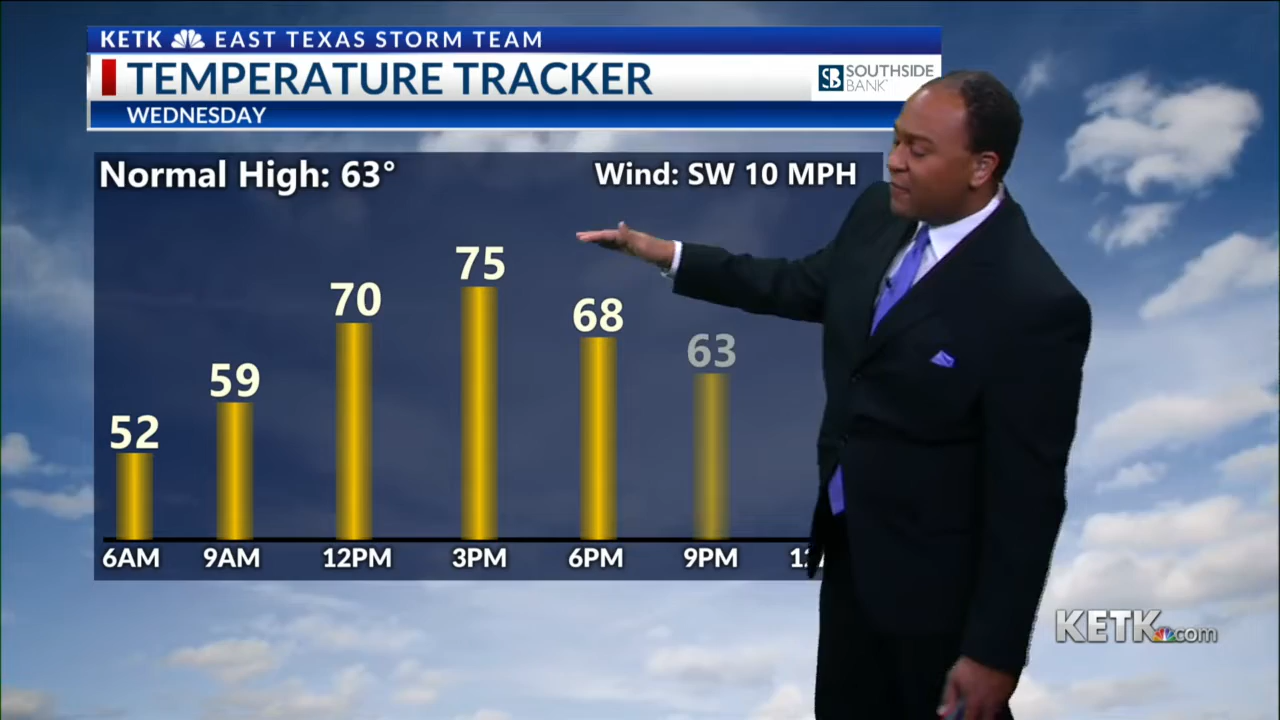 KETK EAST TEXAS STORM TEAM
TEMPERATURE TRACKER
SOUTHSIDE
BANK
WEDNESDAY
Normal High: 63° Wind: SW 10 MPH
75
70 68
63
59
52
6AM 9AM 12PM 3PM 6PM 9PM
KETK.com